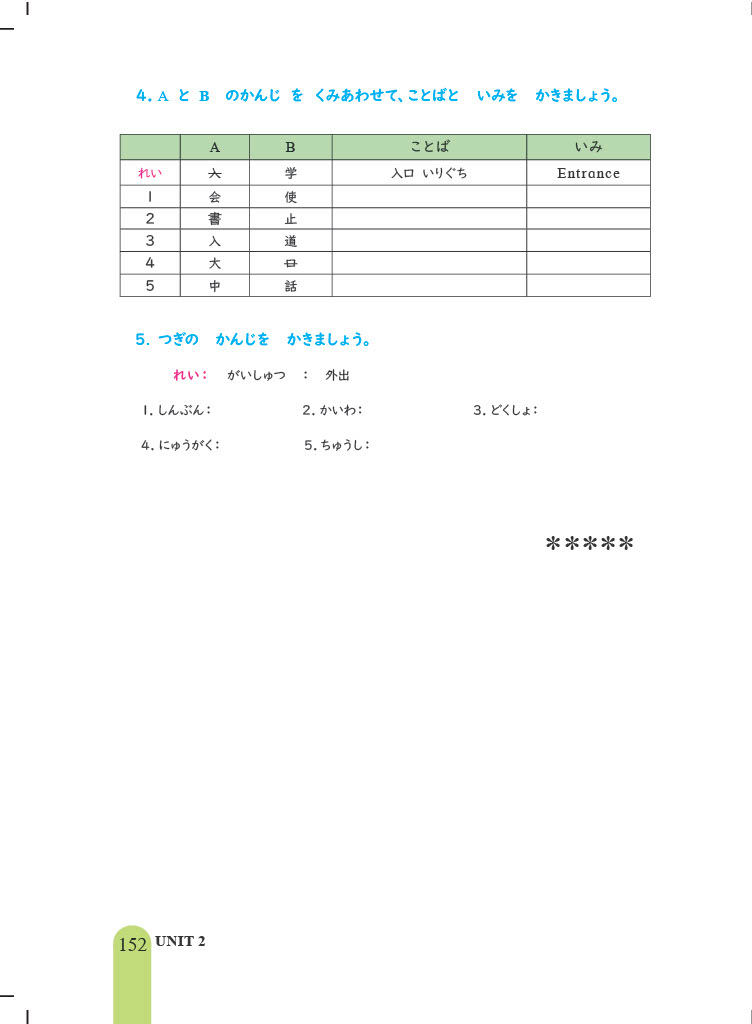 4. A と B のかんじ を くみあわせて、ことばと いみを かきましょう。
A B ことば いみ
れい 入 学 入口 いりぐち Entrance
1 会 使
2 書 止
3 入 道
4 大 口
5 中 話
5. つぎの かんじを かきましょう。
れい： がいしゅつ ： 外出
1. しんぶん： 2. かいわ： 3. どくしょ：
4. にゅうがく： 5. ちゅうし：
＊＊＊＊＊
152 UNIT 2